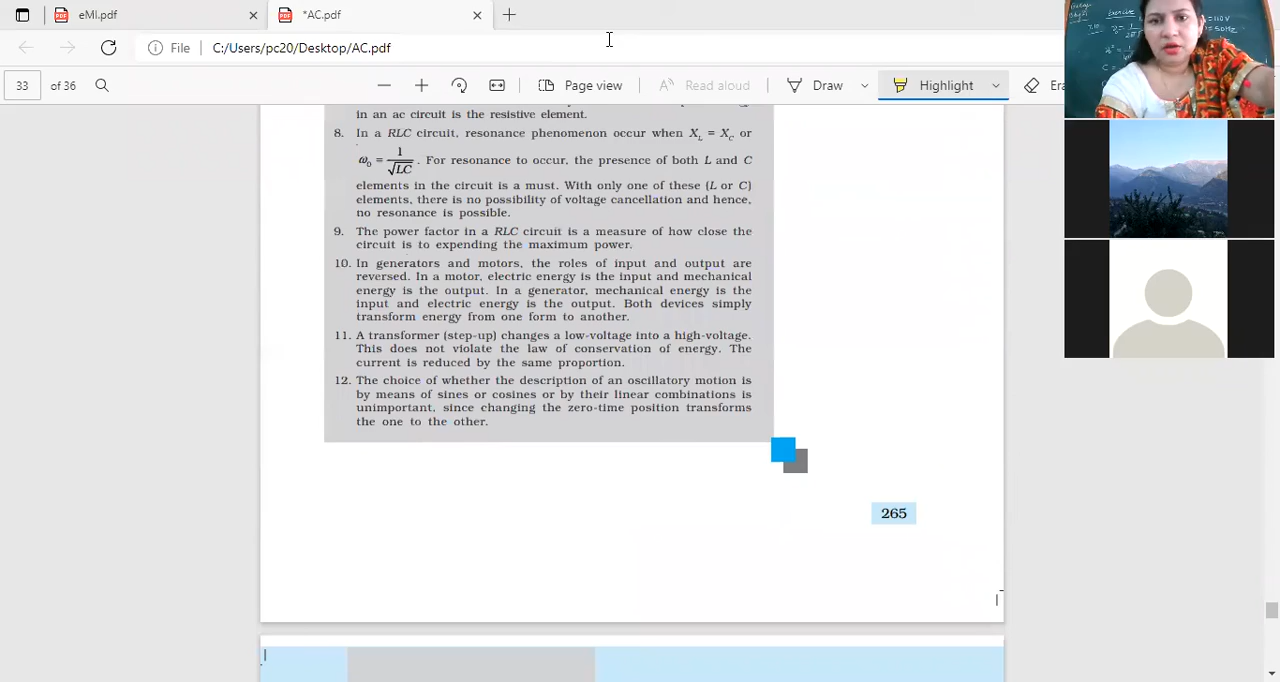 eMI.pdf
*AC.pdf
File C:/Users/pc20/Desktop/AC.pdf
33 of 36
Page view
Read aloud
Draw
Highlight
in an ac circuit is the resistive element.
8. In a RLC circuit, resonance phenomenon occur when X_L = X_C or
ω₀ = 1/√LC . For resonance to occur, the presence of both L and C
elements in the circuit is a must. With only one of these (L or C)
elements, there is no possibility of voltage cancellation and hence,
no resonance is possible.
9. The power factor in a RLC circuit is a measure of how close the
circuit is to expending the maximum power.
10. In generators and motors, the roles of input and output are
reversed. In a motor, electric energy is the input and mechanical
energy is the output. In a generator, mechanical energy is the
input and electric energy is the output. Both devices simply
transform energy from one form to another.
11. A transformer (step-up) changes a low-voltage into a high-voltage.
This does not violate the law of conservation of energy. The
current is reduced by the same proportion.
12. The choice of whether the description of an oscillatory motion is
by means of sines or cosines or by their linear combinations is
unimportant, since changing the zero-time position transforms
the one to the other.
265